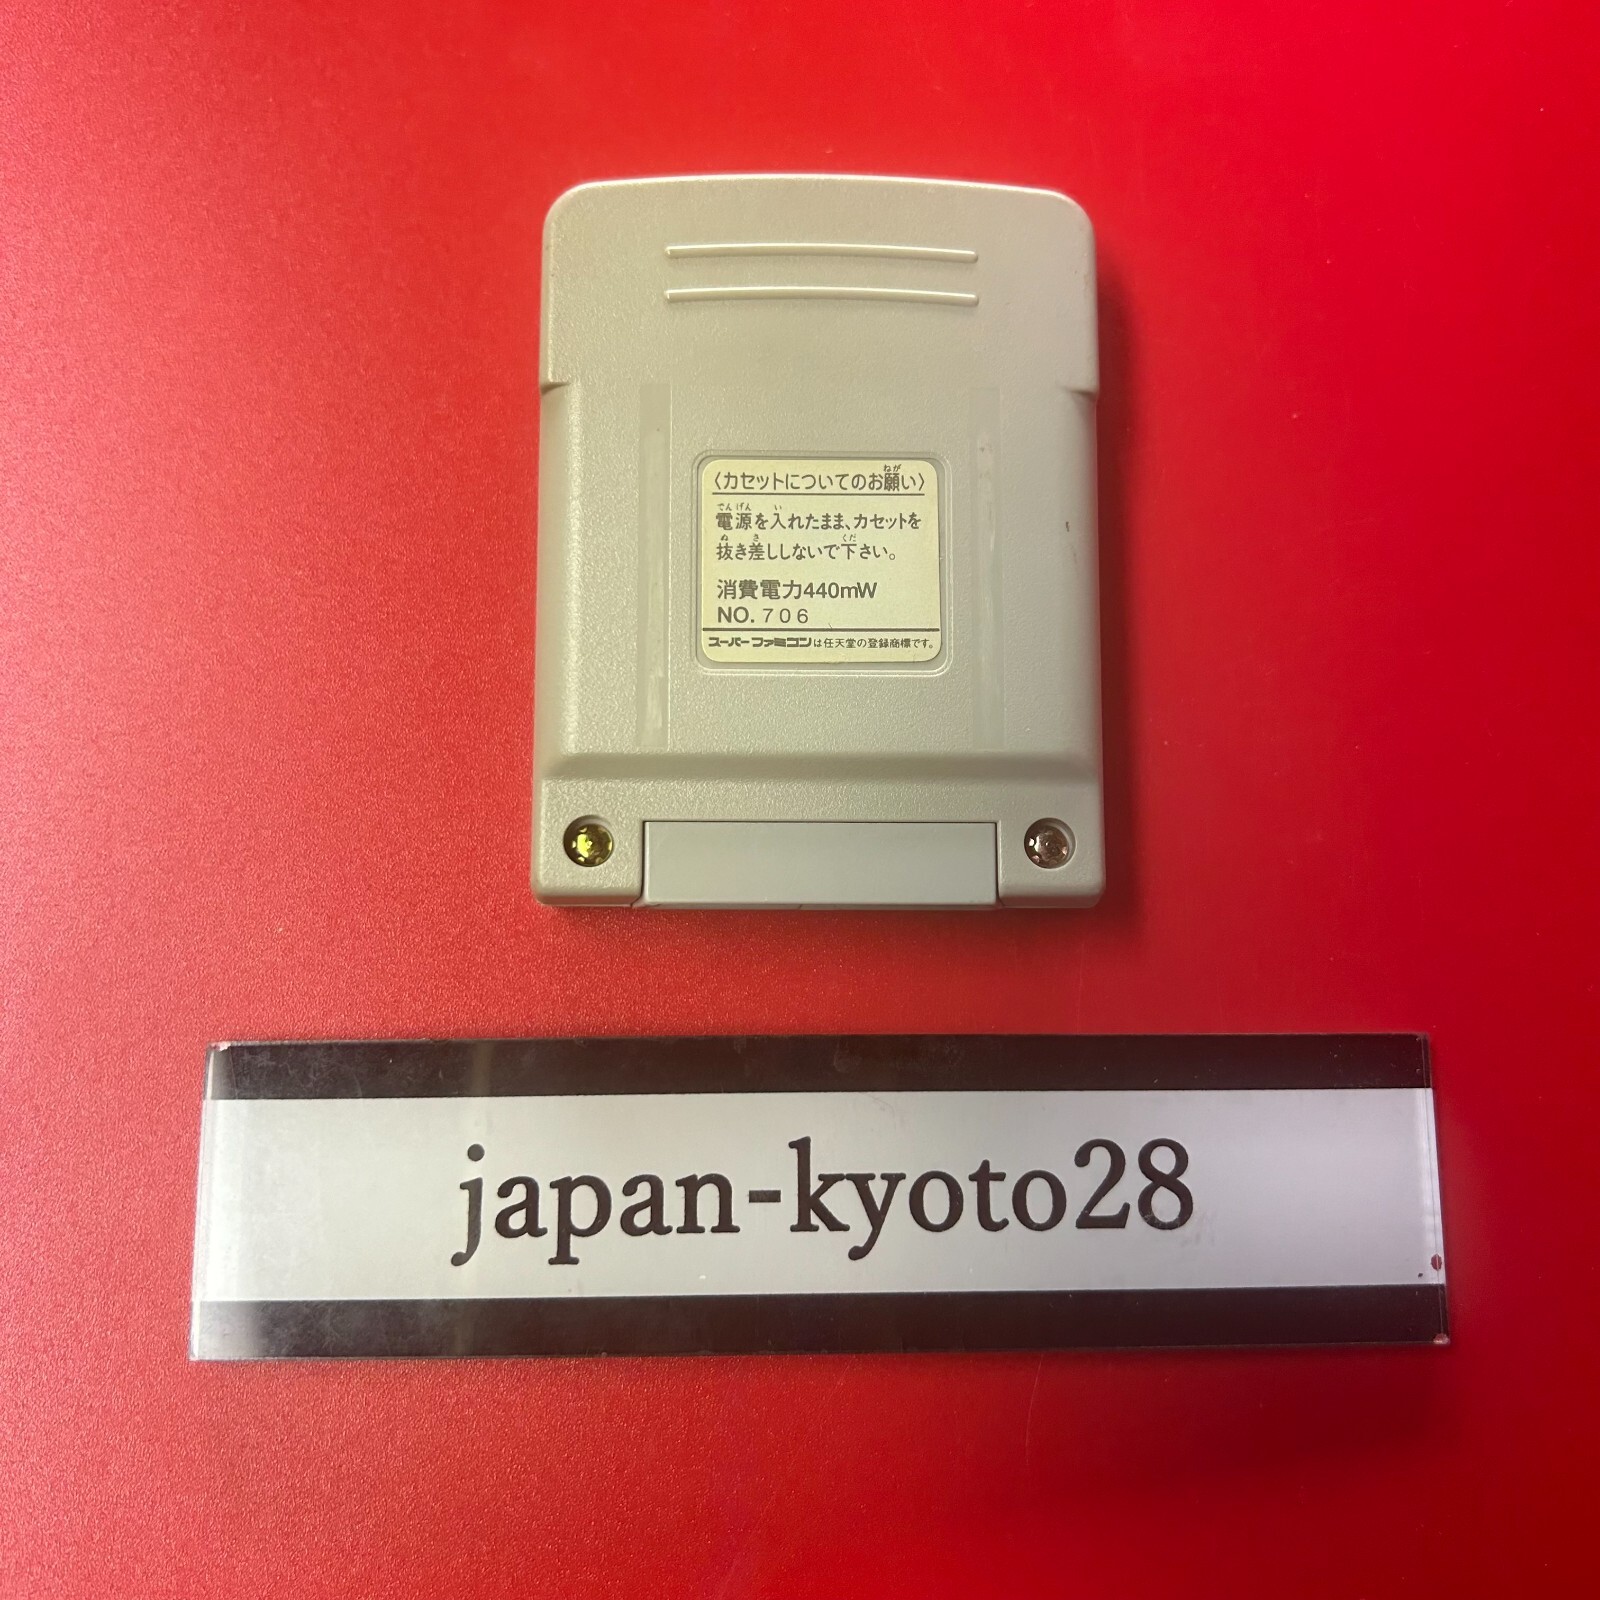 〈カセットについてのお願い〉
電源を入れたまま、カセットを
抜き差ししないで下さい。
消費電力440mW
NO. 706
スーパーファミコンは任天堂の登録商標です。
japan-kyoto28